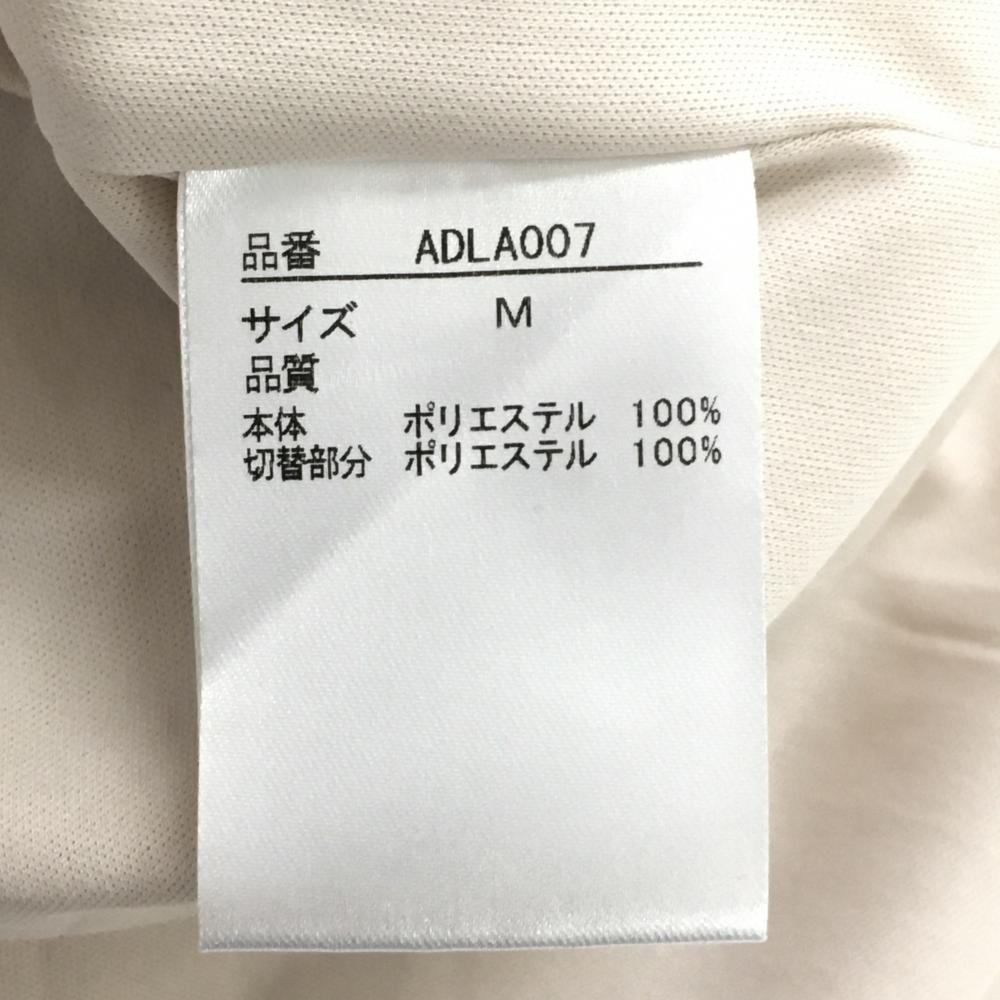 品番 ADLA007
サイズ M
品質
本体 ポリエステル 100%
切替部分 ポリエステル 100%